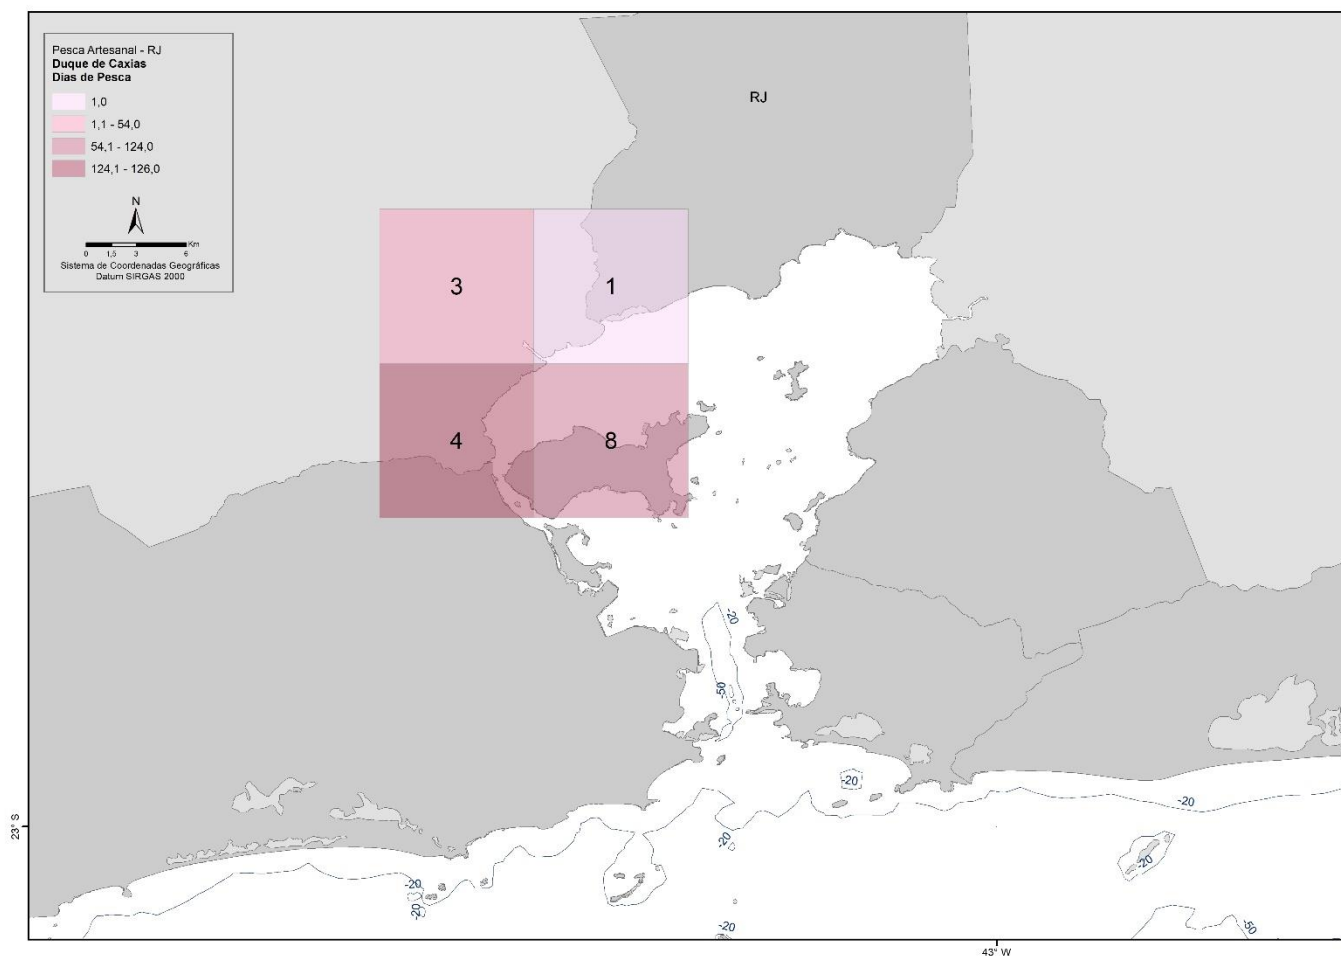 Pesca Artesanal - RJ
Duque de Caxias
Dias de Pesca
1,0
1,1 - 54,0
54,1 - 124,0
124,1 - 126,0
N
Km
0 1,5 3 6
Sistema de Coordenadas Geográficas
Datum SIRGAS 2000
RJ
3
1
4
8
-20
-50
-20
-20
-20
-20
-20
-20
-20
-50
23° S
43° W